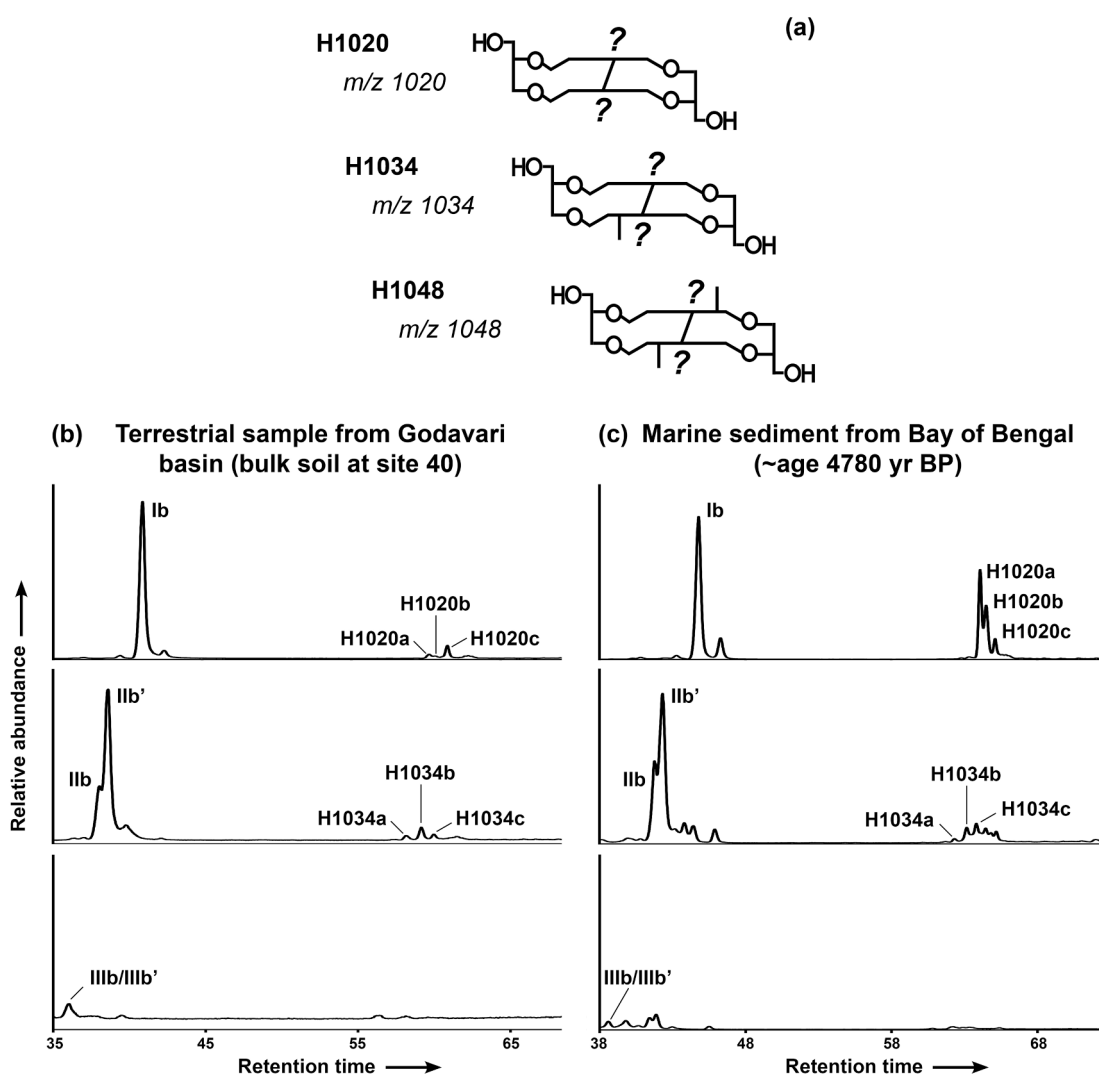 (a)
H1020
m/z 1020
HO ? O O O O ? OH
H1034
m/z 1034
HO ? O O O O ? OH
H1048
m/z 1048
HO ? O O O O ? OH
(b) Terrestrial sample from Godavari
basin (bulk soil at site 40)
(c) Marine sediment from Bay of Bengal
(~age 4780 yr BP)
Relative abundance
Ib
H1020b
H1020a
H1020c
IIb’
IIb
H1034b
H1034a
H1034c
IIIb/IIIb’
35 45 55 65
Retention time
Ib
H1020a
H1020b
H1020c
IIb’
IIb
H1034b
H1034c
H1034a
IIIb/IIIb’
38 48 58 68
Retention time